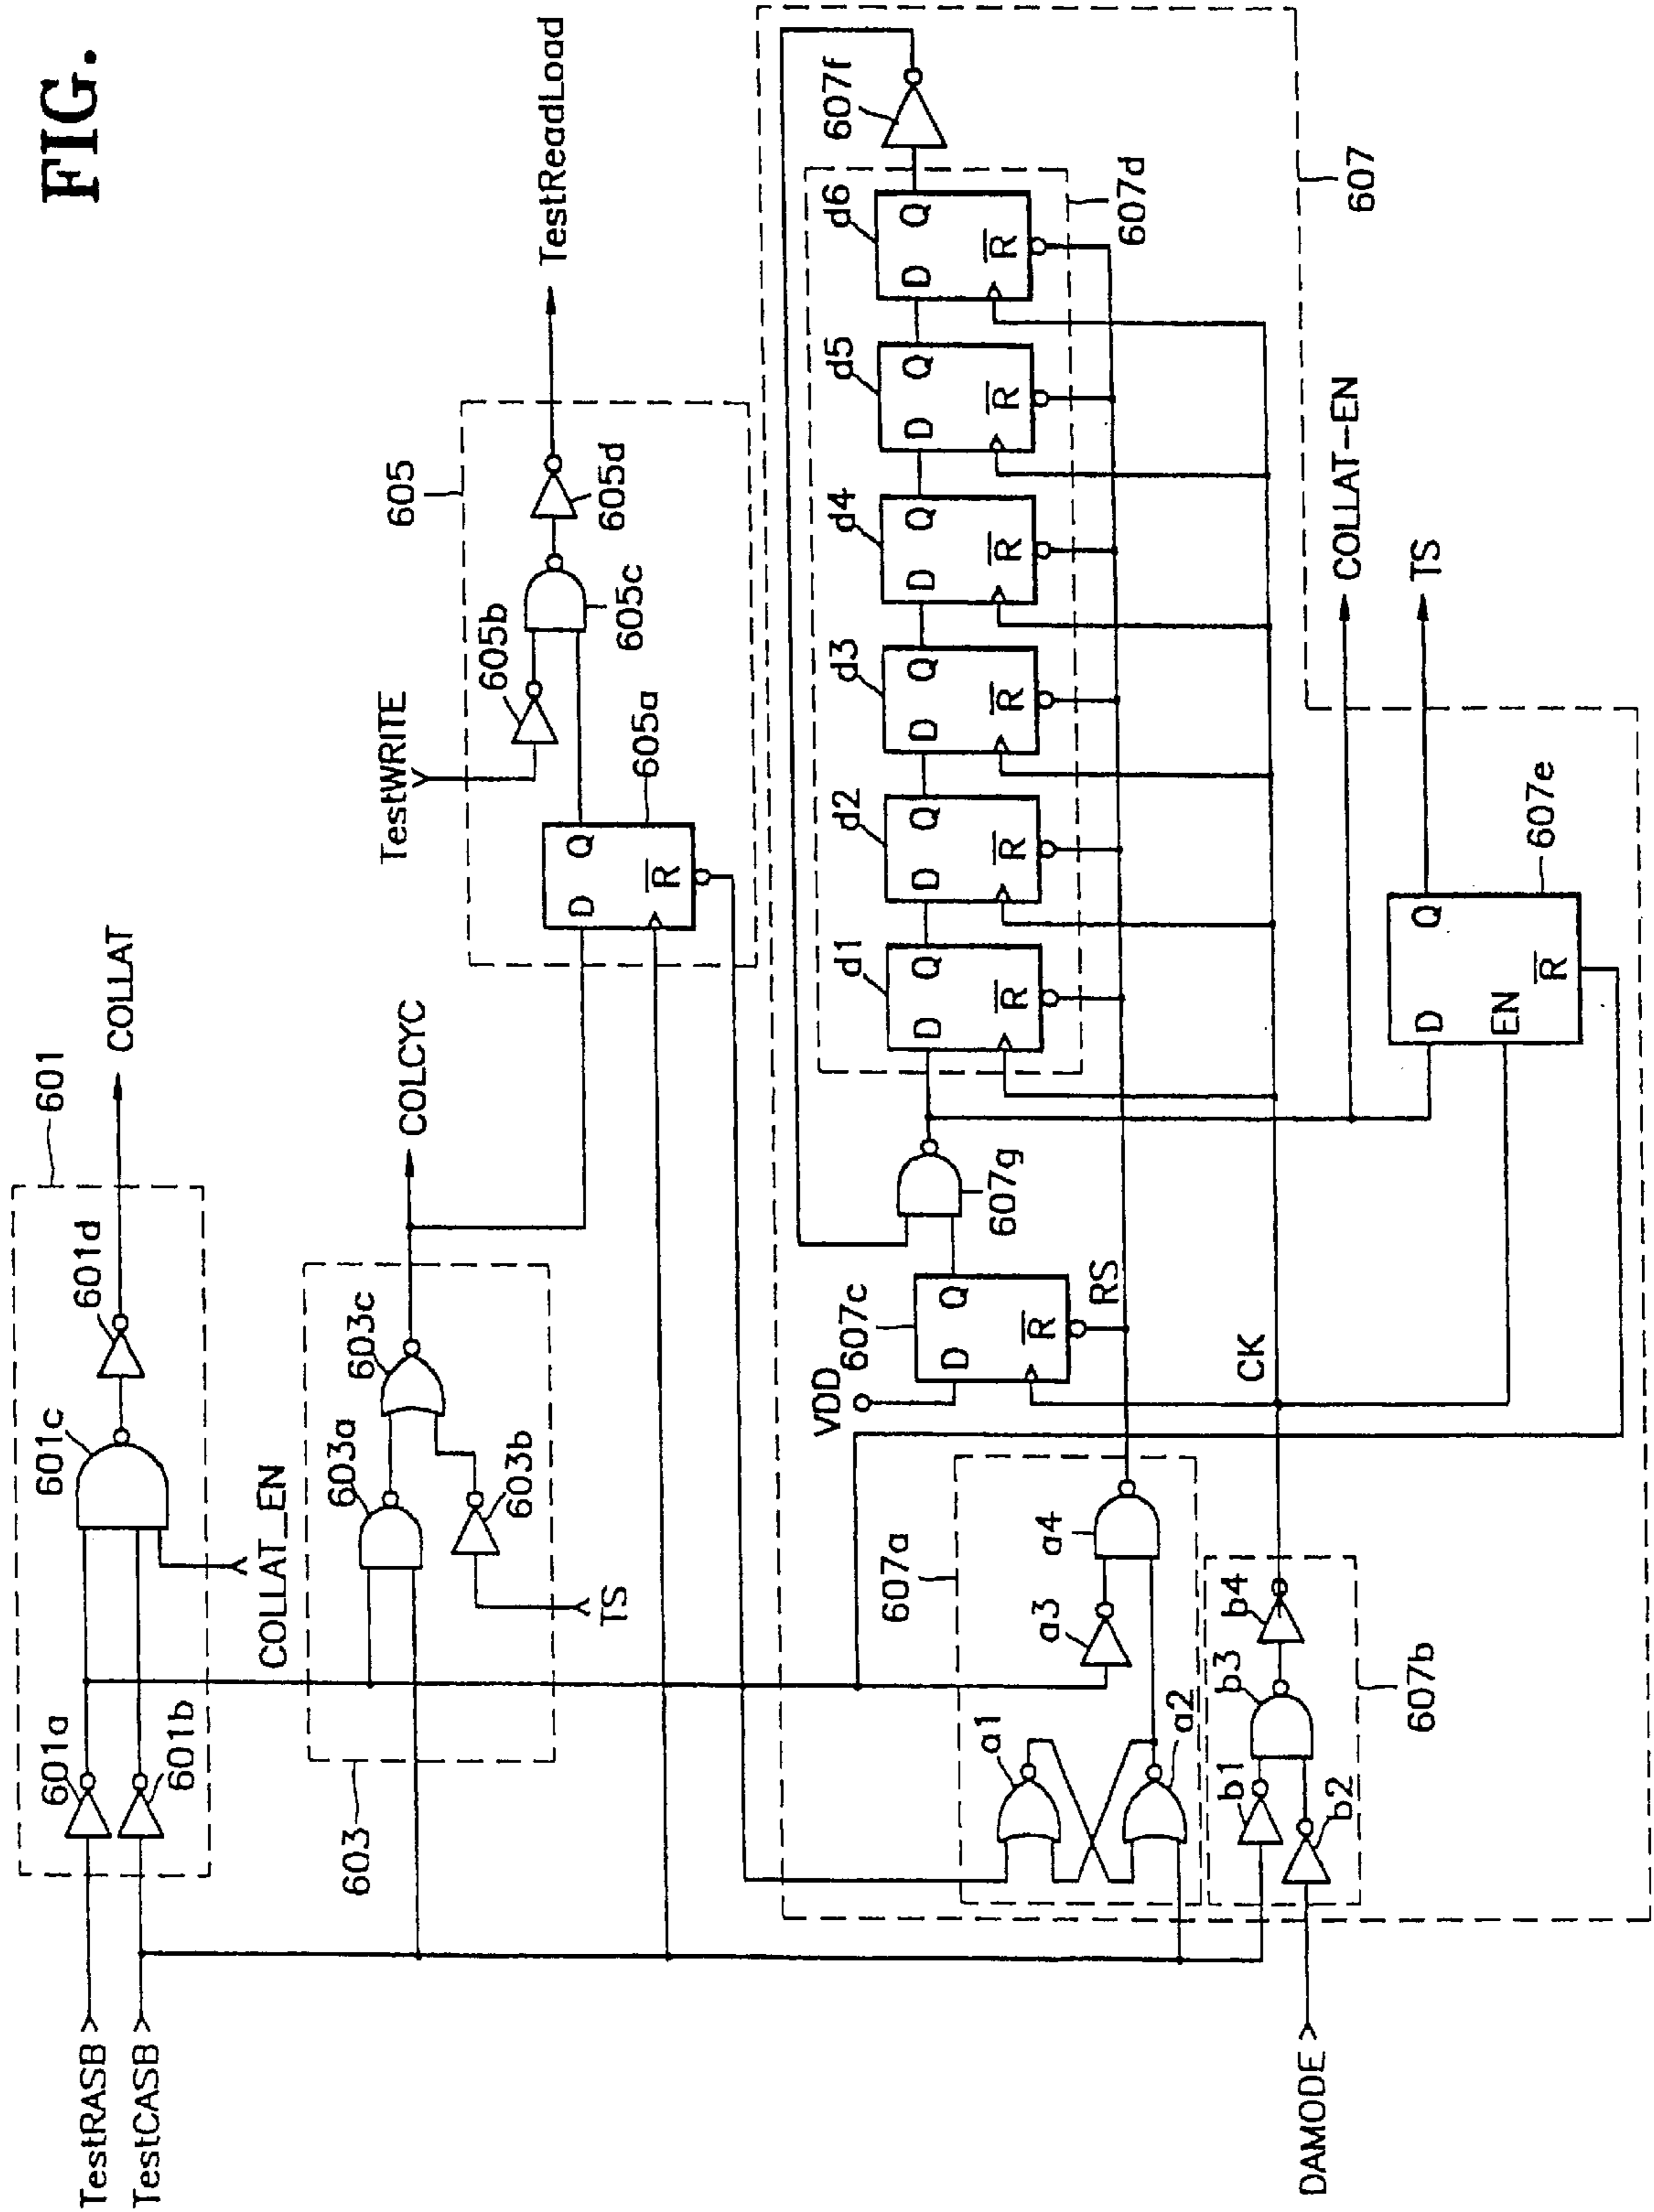 FIG.
TestRASB
TestCASB
601
601a
601b
601c
601d
COLLAT
COLLAT_EN
603
603a
603b
603c
TS
COLCYC
605
TestWRITE
605a
D Q
R
605b
605c
605d
TestReadLoad
607
607a
a1
a2
a3
a4
RS
607b
b1
b2
b3
b4
CK
DAMODE
VDD
607c
D Q
R
607g
607d
d1
D Q
R
d2
D Q
R
d3
D Q
R
d4
D Q
R
d5
D Q
R
d6
D Q
R
607f
607e
D Q
EN R
COLLAT-EN
TS